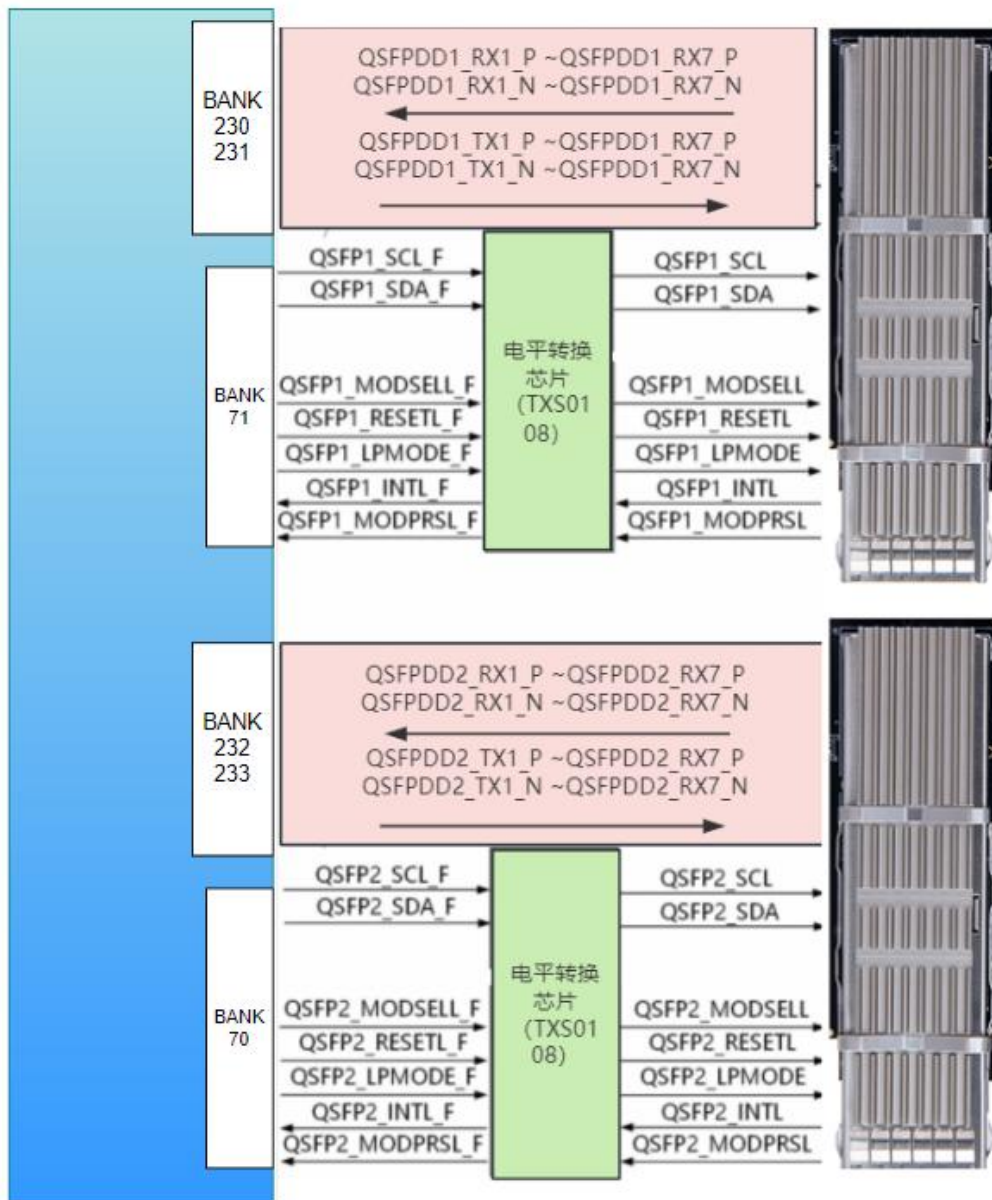 BANK
230
231
QSFPDD1_RX1_P ~QSFPDD1_RX7_P
QSFPDD1_RX1_N ~QSFPDD1_RX7_N
QSFPDD1_TX1_P ~QSFPDD1_RX7_P
QSFPDD1_TX1_N ~QSFPDD1_RX7_N
BANK
71
QSFP1_SCL_F
QSFP1_SDA_F
QSFP1_MODSELL_F
QSFP1_RESETL_F
QSFP1_LPMODE_F
QSFP1_INTL_F
QSFP1_MODPRSL_F
电平转换
芯片
(TXS01
08)
QSFP1_SCL
QSFP1_SDA
QSFP1_MODSELL
QSFP1_RESETL
QSFP1_LPMODE
QSFP1_INTL
QSFP1_MODPRSL
BANK
232
233
QSFPDD2_RX1_P ~QSFPDD2_RX7_P
QSFPDD2_RX1_N ~QSFPDD2_RX7_N
QSFPDD2_TX1_P ~QSFPDD2_RX7_P
QSFPDD2_TX1_N ~QSFPDD2_RX7_N
BANK
70
QSFP2_SCL_F
QSFP2_SDA_F
QSFP2_MODSELL_F
QSFP2_RESETL_F
QSFP2_LPMODE_F
QSFP2_INTL_F
QSFP2_MODPRSL_F
电平转换
芯片
(TXS01
08)
QSFP2_SCL
QSFP2_SDA
QSFP2_MODSELL
QSFP2_RESETL
QSFP2_LPMODE
QSFP2_INTL
QSFP2_MODPRSL